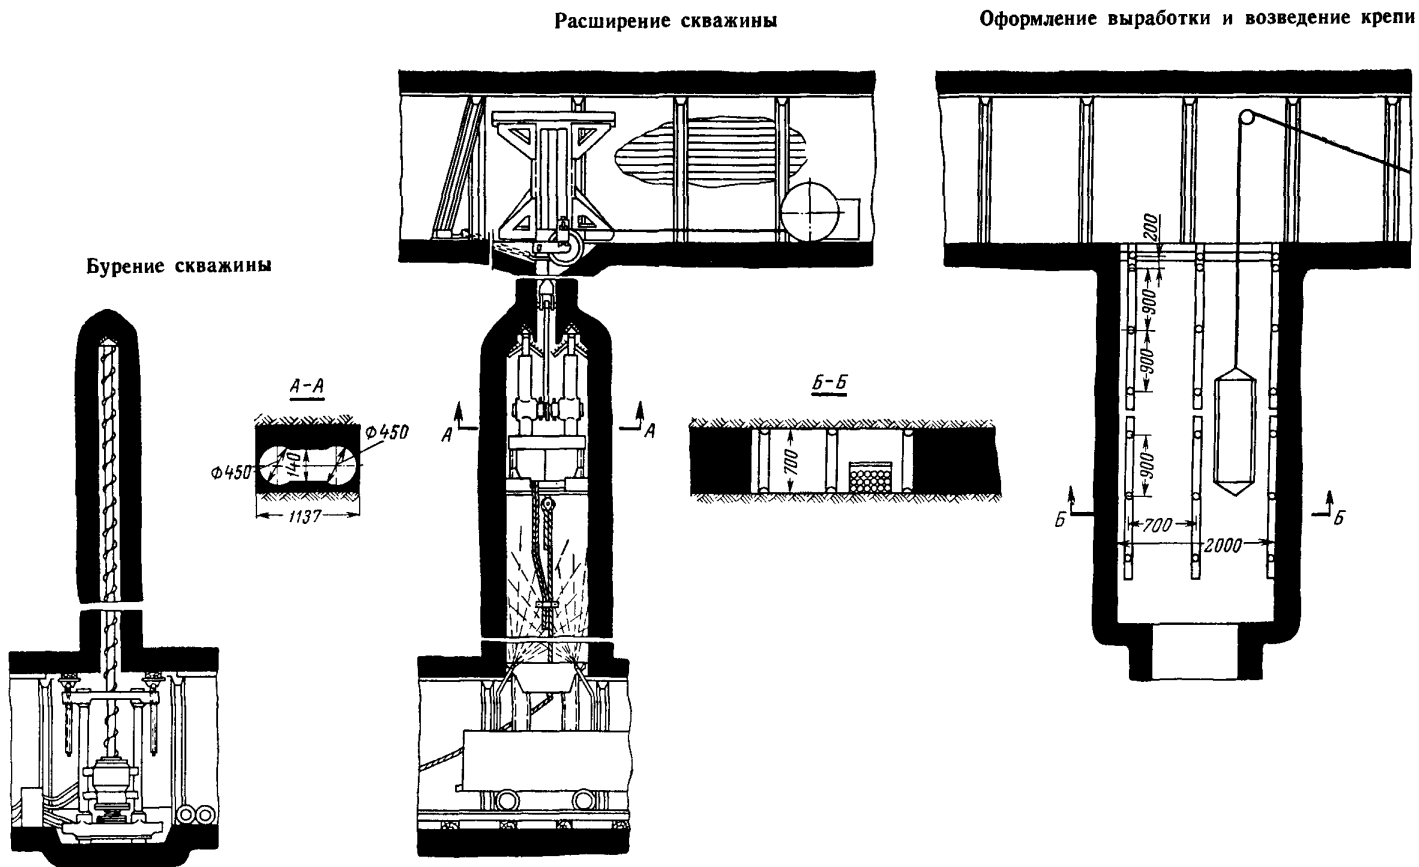 Расширение скважины
Оформление выработки и возведение крепи
Бурение скважины
А-А
Ф450
Ф450
140
1137
А
А
Б-Б
700
200
900
900
900
Б
Б
700
2000